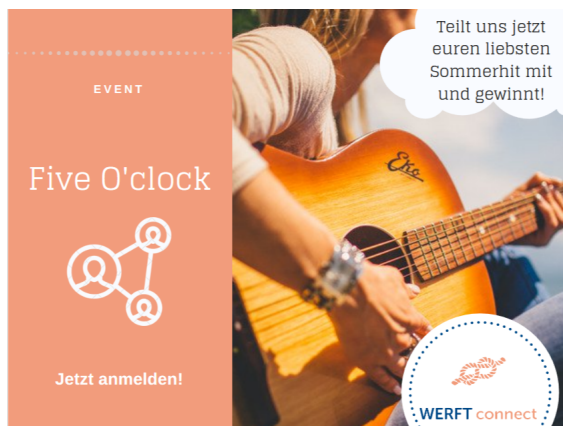 EVENT
Five O'clock
Jetzt anmelden!
Teilt uns jetzt
euren liebsten
Sommerhit mit
und gewinnt!
Eko
WERFT connect